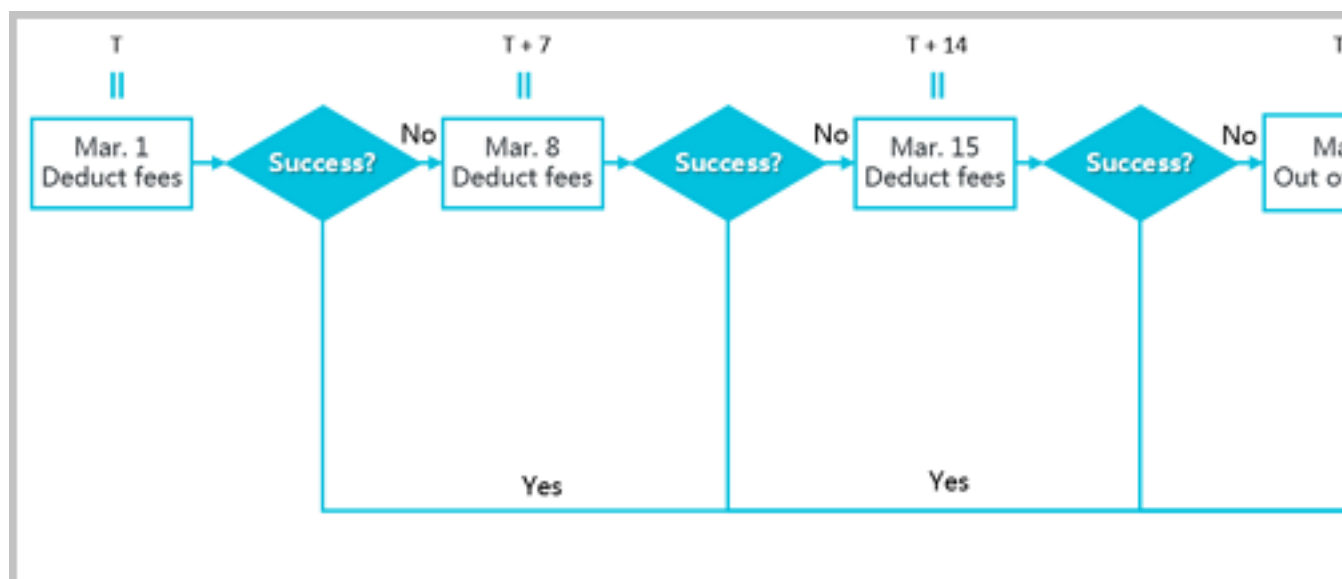 T
T + 7
T + 14
T
Mar. 1
Deduct fees
Success?
No
Mar. 8
Deduct fees
Success?
No
Mar. 15
Deduct fees
Success?
No
Out
Yes
Yes